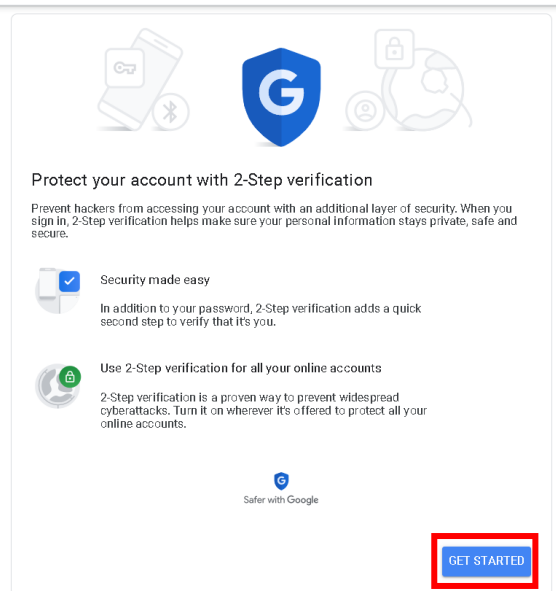 G
Protect your account with 2-Step verification
Prevent hackers from accessing your account with an additional layer of security. When you
sign in, 2-Step verification helps make sure your personal information stays private, safe and
secure.
Security made easy
In addition to your password, 2-Step verification adds a quick
second step to verify that it's you.
Use 2-Step verification for all your online accounts
2-Step verification is a proven way to prevent widespread
cyberattacks. Turn it on wherever it's offered to protect all your
online accounts.
G
Safer with Google
GET STARTED